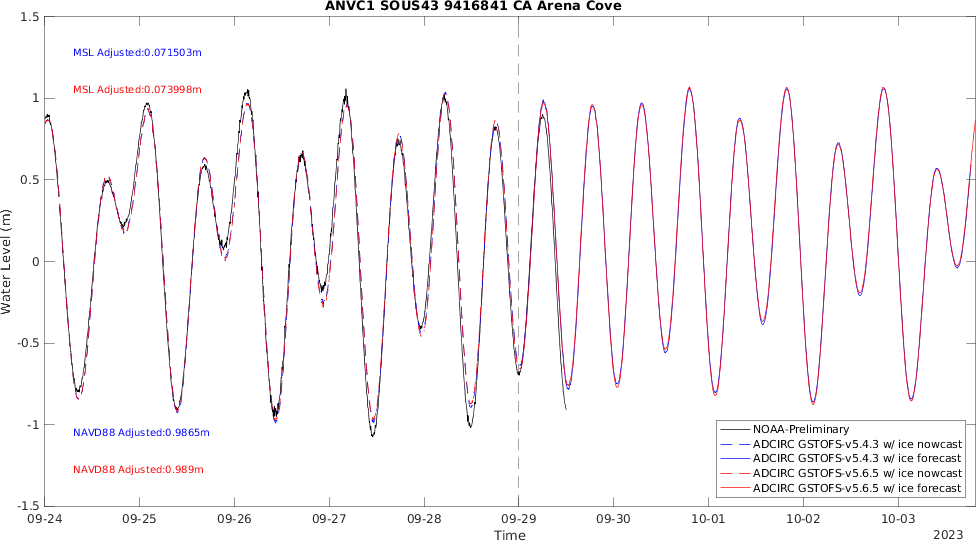 ANVC1 SOUS43 9416841 CA Arena Cove
1.5
1
0.5
0
-0.5
-1
-1.5
Water Level (m)
MSL Adjusted:0.071503m
MSL Adjusted:0.073998m
NAVD88 Adjusted:0.9865m
NAVD88 Adjusted:0.989m
NOAA-Preliminary
ADCIRC GSTOFS-v5.4.3 w/ ice nowcast
ADCIRC GSTOFS-v5.4.3 w/ ice forecast
ADCIRC GSTOFS-v5.6.5 w/ ice nowcast
ADCIRC GSTOFS-v5.6.5 w/ ice forecast
09-24 09-25 09-26 09-27 09-28 09-29 09-30 10-01 10-02 10-03
Time
2023